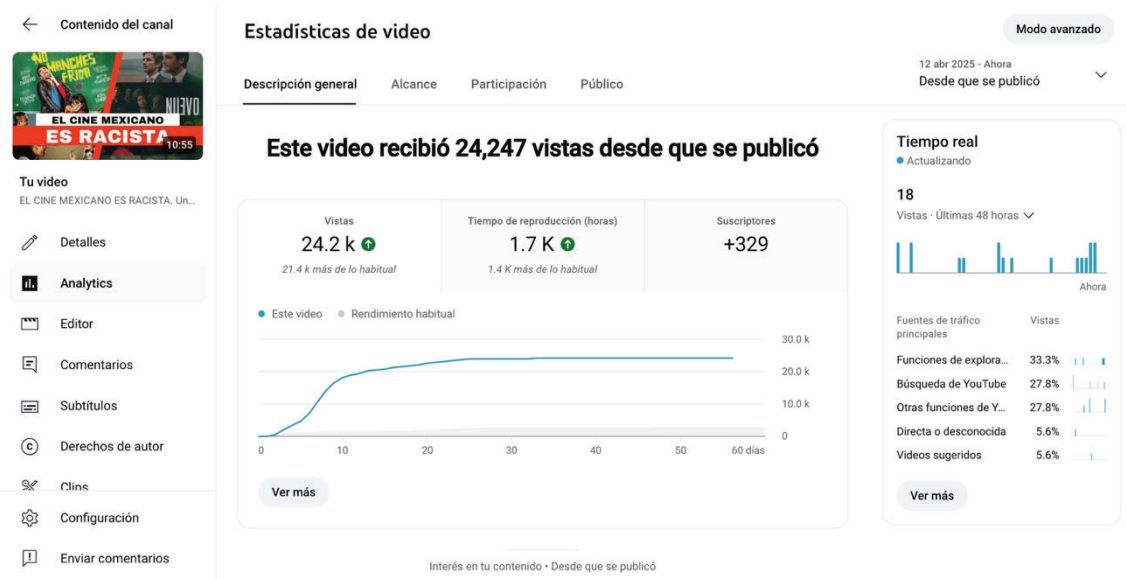 Contenido del canal
NO MANCHES FRIDA
NUEVO
EL CINE MEXICANO
ES RACISTA
10:55
Tu video
EL CINE MEXICANO ES RACISTA. Un...
Detalles
Analytics
Editor
Comentarios
Subtítulos
Derechos de autor
Clips
Configuración
Enviar comentarios
Estadísticas de video
Modo avanzado
Descripción general
Alcance
Participación
Público
12 abr 2025 - Ahora
Desde que se publicó
Este video recibió 24,247 vistas desde que se publicó
Vistas
24.2 k
21.4 k más de lo habitual
Tiempo de reproducción (horas)
1.7 K
1.4 K más de lo habitual
Suscriptores
+329
Este video
Rendimiento habitual
30.0 k
20.0 k
10.0 k
0
0 10 20 30 40 50 60 días
Ver más
Interés en tu contenido • Desde que se publicó
Tiempo real
Actualizando
18
Vistas · Últimas 48 horas
Ahora
Fuentes de tráfico principales
Vistas
Funciones de explora... 33.3%
Búsqueda de YouTube 27.8%
Otras funciones de Y... 27.8%
Directa o desconocida 5.6%
Videos sugeridos 5.6%
Ver más